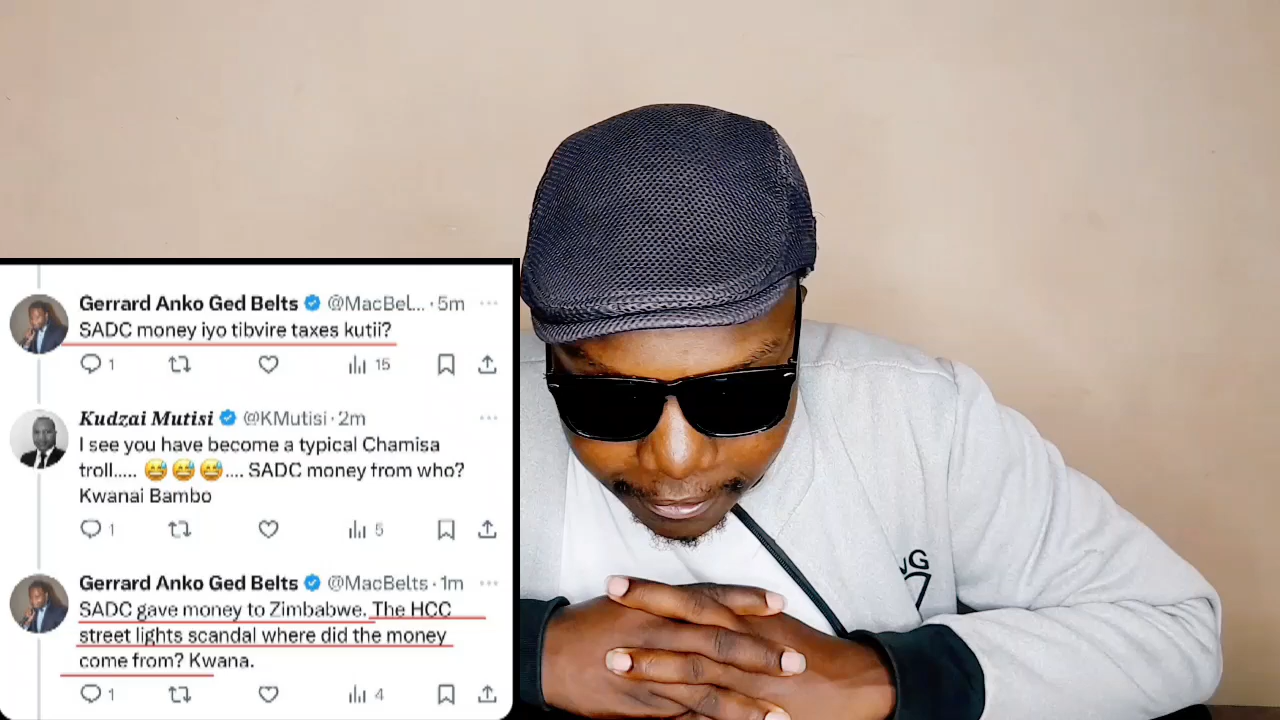 Gerrard Anko Ged Belts @MacBel... · 5m
SADC money iyo tibvire taxes kutii?
1 15
Kudzai Mutisi @KMutisi · 2m
I see you have become a typical Chamisa
troll..... 😅😅😅.... SADC money from who?
Kwanai Bambo
1 5
Gerrard Anko Ged Belts @MacBelts · 1m
SADC gave money to Zimbabwe. The HCC
street lights scandal where did the money
come from? Kwana.
1 4